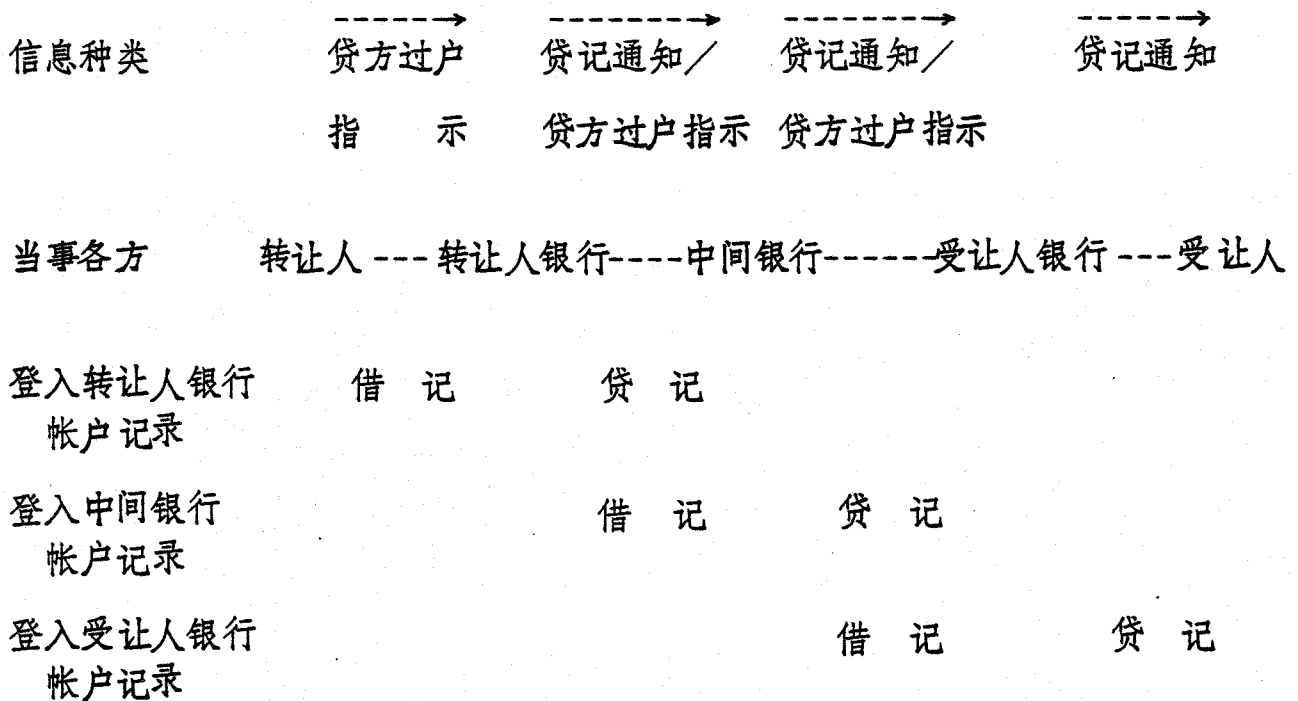 -------→ ---------→ ---------→ -------→
信息种类 贷方过户 贷记通知／ 贷记通知／ 贷记通知
指 示 贷方过户指示 贷方过户指示
当事各方 转让人---转让人银行----中间银行------受让人银行---受让人
登入转让人银行 借 记 贷 记
帐户记录
登入中间银行 借 记 贷 记
帐户记录
登入受让人银行 借 记 贷 记
帐户记录